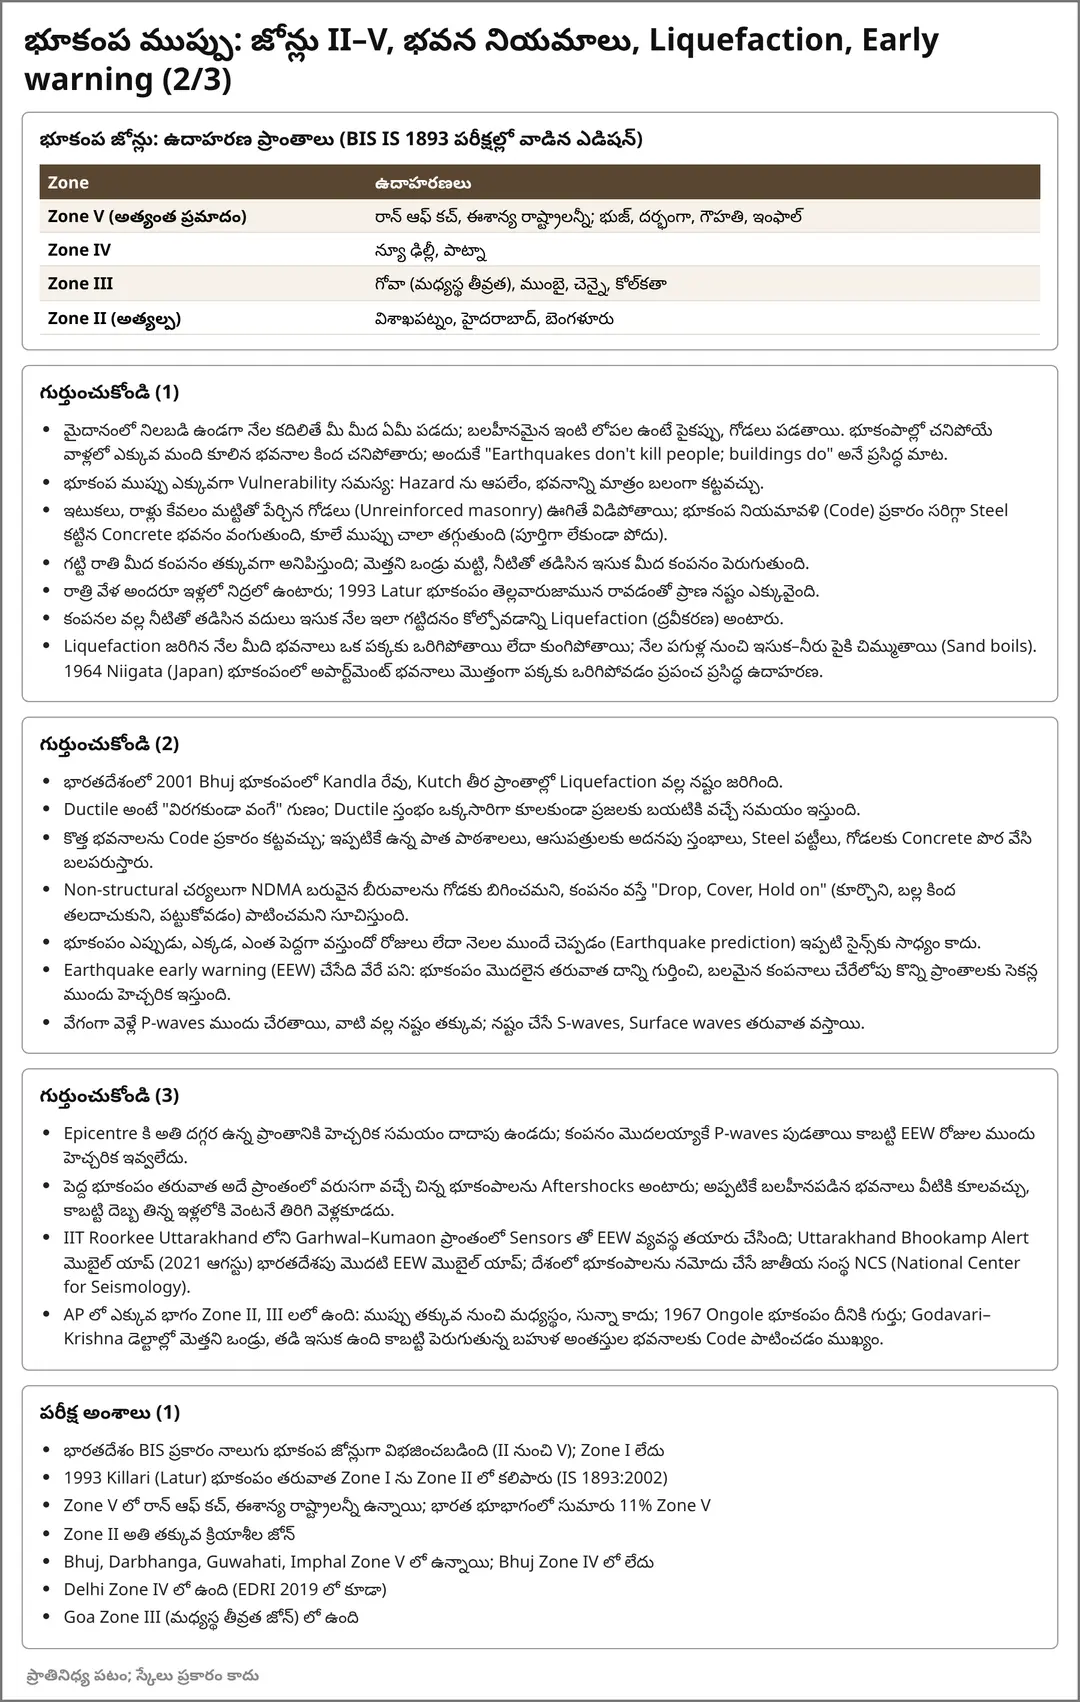 భూకంప ముప్పు: జోన్లు II–V, భవన నియమాలు, Liquefaction, Early
warning (2/3)
భూకంప జోన్లు: ఉదాహరణ ప్రాంతాలు (BIS IS 1893 పరీక్షల్లో వాడిన ఎడిషన్)
Zone ఉదాహరణలు
Zone V (అత్యంత ప్రమాదం) రాన్ ఆఫ్ కచ్, ఈశాన్య రాష్ట్రాలన్నీ; భుజ్, దర్భంగా, గౌహతి, ఇంఫాల్
Zone IV న్యూ ఢిల్లీ, పాట్నా
Zone III గోవా (మధ్యస్థ తీవ్రత), ముంబై, చెన్నై, కోల్‌కతా
Zone II (అత్యల్ప) విశాఖపట్నం, హైదరాబాద్, బెంగళూరు
గుర్తుంచుకోండి (1)
• మైదానంలో నిలబడి ఉండగా నేల కదిలితే మీ మీద ఏమీ పడదు; బలహీనమైన ఇంటి లోపల ఉంటే పైకప్పు, గోడలు పడతాయి. భూకంపాల్లో చనిపోయే
వాళ్లలో ఎక్కువ మంది కూలిన భవనాల కింద చనిపోతారు; అందుకే "Earthquakes don't kill people; buildings do" అనే ప్రసిద్ధ మాట.
• భూకంప ముప్పు ఎక్కువగా Vulnerability సమస్య: Hazard ను ఆపలేం, భవనాన్ని మాత్రం బలంగా కట్టవచ్చు.
• ఇటుకలు, రాళ్లు కేవలం మట్టితో పేర్చిన గోడలు (Unreinforced masonry) ఊగితే విడిపోతాయి; భూకంప నియమావళి (Code) ప్రకారం సరిగ్గా Steel
కట్టిన Concrete భవనం వంగుతుంది, కూలే ముప్పు చాలా తగ్గుతుంది (పూర్తిగా లేకుండా పోదు).
• గట్టి రాతి మీద కంపనం తక్కువగా అనిపిస్తుంది; మెత్తని ఒండ్రు మట్టి, నీటితో తడిసిన ఇసుక మీద కంపనం పెరుగుతుంది.
• రాత్రి వేళ అందరూ ఇళ్లలో నిద్రలో ఉంటారు; 1993 Latur భూకంపం తెల్లవారుజామున రావడంతో ప్రాణ నష్టం ఎక్కువైంది.
• కంపనల వల్ల నీటితో తడిసిన వదులు ఇసుక నేల ఇలా గట్టిదనం కోల్పోవడాన్ని Liquefaction (ద్రవీకరణ) అంటారు.
• Liquefaction జరిగిన నేల మీది భవనాలు ఒక పక్కకు ఒరిగిపోతాయి లేదా కుంగిపోతాయి; నేల పగుళ్ల నుంచి ఇసుక–నీరు పైకి చిమ్ముతాయి (Sand boils).
1964 Niigata (Japan) భూకంపంలో అపార్ట్‌మెంట్ భవనాలు మొత్తంగా పక్కకు ఒరిగిపోవడం ప్రపంచ ప్రసిద్ధ ఉదాహరణ.
గుర్తుంచుకోండి (2)
• భారతదేశంలో 2001 Bhuj భూకంపంలో Kandla రేవు, Kutch తీర ప్రాంతాల్లో Liquefaction వల్ల నష్టం జరిగింది.
• Ductile అంటే "విరగకుండా వంగే" గుణం; Ductile స్తంభం ఒక్కసారిగా కూలకుండా ప్రజలకు బయటికి వచ్చే సమయం ఇస్తుంది.
• కొత్త భవనాలను Code ప్రకారం కట్టవచ్చు; ఇప్పటికే ఉన్న పాత పాఠశాలలు, ఆసుపత్రులకు అదనపు స్తంభాలు, Steel పట్టీలు, గోడలకు Concrete పొర వేసి
బలపరుస్తారు.
• Non-structural చర్యలుగా NDMA బరువైన బీరువాలను గోడకు బిగించమని, కంపనం వస్తే "Drop, Cover, Hold on" (కూర్చొని, బల్ల కింద
తలదాచుకుని, పట్టుకోవడం) పాటించమని సూచిస్తుంది.
• భూకంపం ఎప్పుడు, ఎక్కడ, ఎంత పెద్దగా వస్తుందో రోజులు లేదా నెలల ముందే చెప్పడం (Earthquake prediction) ఇప్పటి సైన్స్‌కు సాధ్యం కాదు.
• Earthquake early warning (EEW) చేసేది వేరే పని: భూకంపం మొదలైన తరువాత దాన్ని గుర్తించి, బలమైన కంపనాలు చేరేలోపు కొన్ని ప్రాంతాలకు సెకన్ల
ముందు హెచ్చరిక ఇస్తుంది.
• వేగంగా వెళ్లే P-waves ముందు చేరతాయి, వాటి వల్ల నష్టం తక్కువ; నష్టం చేసే S-waves, Surface waves తరువాత వస్తాయి.
గుర్తుంచుకోండి (3)
• Epicentre కి అతి దగ్గర ఉన్న ప్రాంతానికి హెచ్చరిక సమయం దాదాపు ఉండదు; కంపనం మొదలయ్యాకే P-waves పుడతాయి కాబట్టి EEW రోజుల ముందు
హెచ్చరిక ఇవ్వలేదు.
• పెద్ద భూకంపం తరువాత అదే ప్రాంతంలో వరుసగా వచ్చే చిన్న భూకంపాలను Aftershocks అంటారు; అప్పటికే బలహీనపడిన భవనాలు వీటికి కూలవచ్చు,
కాబట్టి దెబ్బ తిన్న ఇళ్లలోకి వెంటనే తిరిగి వెళ్లకూడదు.
• IIT Roorkee Uttarakhand లోని Garhwal–Kumaon ప్రాంతంలో Sensors తో EEW వ్యవస్థ తయారు చేసింది; Uttarakhand Bhookamp Alert
మొబైల్ యాప్ (2021 ఆగస్టు) భారతదేశపు మొదటి EEW మొబైల్ యాప్; దేశంలో భూకంపాలను నమోదు చేసే జాతీయ సంస్థ NCS (National Center
for Seismology).
• AP లో ఎక్కువ భాగం Zone II, III లలో ఉంది: ముప్పు తక్కువ నుంచి మధ్యస్థం, సున్నా కాదు; 1967 Ongole భూకంపం దీనికి గుర్తు; Godavari–
Krishna డెల్టాల్లో మెత్తని ఒండ్రు, తడి ఇసుక ఉంది కాబట్టి పెరుగుతున్న బహుళ అంతస్తుల భవనాలకు Code పాటించడం ముఖ్యం.
పరీక్ష అంశాలు (1)
• భారతదేశం BIS ప్రకారం నాలుగు భూకంప జోన్లుగా విభజించబడింది (II నుంచి V); Zone I లేదు
• 1993 Killari (Latur) భూకంపం తరువాత Zone I ను Zone II లో కలిపారు (IS 1893:2002)
• Zone V లో రాన్ ఆఫ్ కచ్, ఈశాన్య రాష్ట్రాలన్నీ ఉన్నాయి; భారత భూభాగంలో సుమారు 11% Zone V
• Zone II అతి తక్కువ క్రియాశీల జోన్
• Bhuj, Darbhanga, Guwahati, Imphal Zone V లో ఉన్నాయి; Bhuj Zone IV లో లేదు
• Delhi Zone IV లో ఉంది (EDRI 2019 లో కూడా)
• Goa Zone III (మధ్యస్థ తీవ్రత జోన్) లో ఉంది
ప్రాతినిధ్య పటం; స్కేలు ప్రకారం కాదు